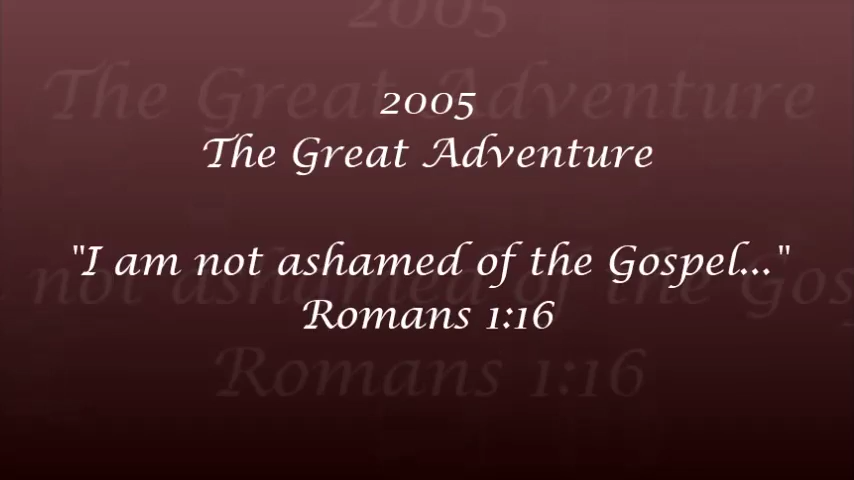 2005
The Great Adventure
"I am not ashamed of the Gospel..."
Romans 1:16